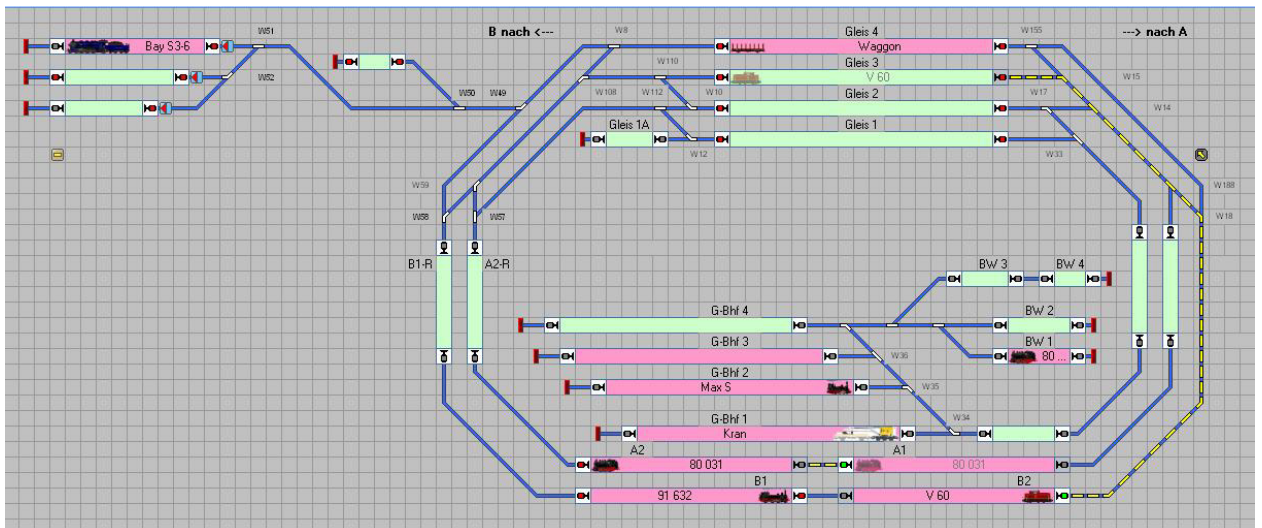 W51 B nach <--- W8 Gleis 4 W155 ---> nach A
Bay S3-6 Waggon
W110 Gleis 3 W15
W52 V 60
W50 W49 W108 W112 W10 Gleis 2 W17 W14
Gleis 1A Gleis 1
W12 W33
W59 W188
W58 W57 W18
B1-R A2-R BW 3 BW 4
G-Bhf 4 BW 2
G-Bhf 3 BW 1
W36 80 ...
G-Bhf 2
Max S W35
G-Bhf 1 W34
Kran
A2 A1
80 031 80 031
B1 B2
91 632 V 60